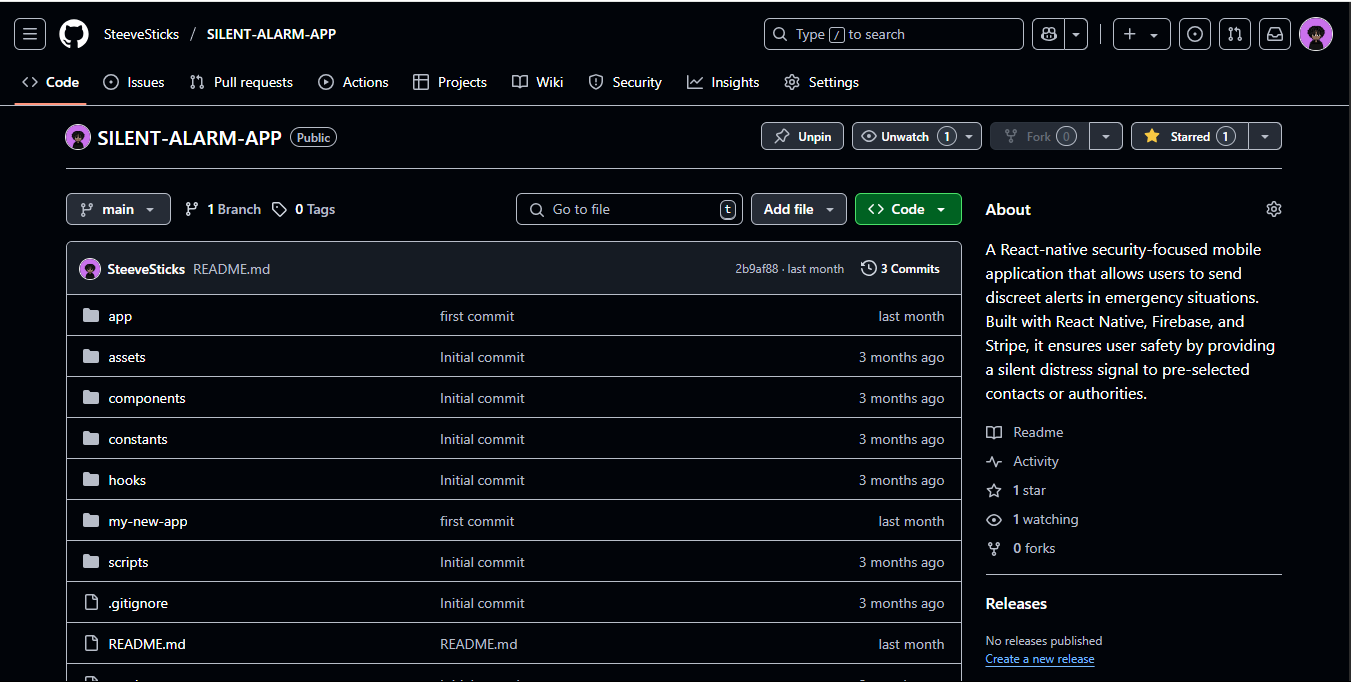 SteeveSticks / SILENT-ALARM-APP
Type / to search
Code
Issues
Pull requests
Actions
Projects
Wiki
Security
Insights
Settings
SILENT-ALARM-APP Public
Unpin
Unwatch 1
Fork 0
Starred 1
main
1 Branch
0 Tags
Go to file t
Add file
Code
SteeveSticks README.md 2b9af88 · last month 3 Commits
app first commit last month
assets Initial commit 3 months ago
components Initial commit 3 months ago
constants Initial commit 3 months ago
hooks Initial commit 3 months ago
my-new-app first commit last month
scripts Initial commit 3 months ago
.gitignore Initial commit 3 months ago
README.md README.md last month
About
A React-native security-focused mobile
application that allows users to send
discreet alerts in emergency situations.
Built with React Native, Firebase, and
Stripe, it ensures user safety by providing
a silent distress signal to pre-selected
contacts or authorities.
Readme
Activity
1 star
1 watching
0 forks
Releases
No releases published
Create a new release